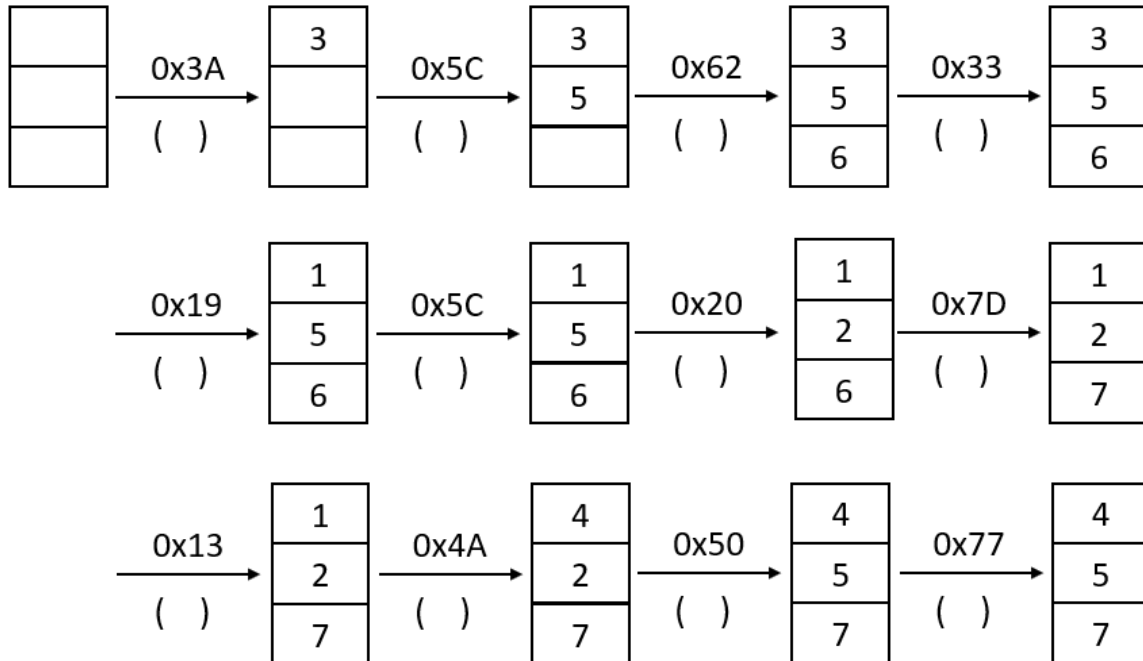 3 3 3 3
0x3A 0x5C 0x62 0x33
5 5 5
( ) ( ) ( ) ( )
6 6
1 1 1 1
0x19 0x5C 0x20 0x7D
5 5 2 2
( ) ( ) ( ) ( )
6 6 6 7
1 4 4 4
0x13 0x4A 0x50 0x77
2 2 5 5
( ) ( ) ( ) ( )
7 7 7 7